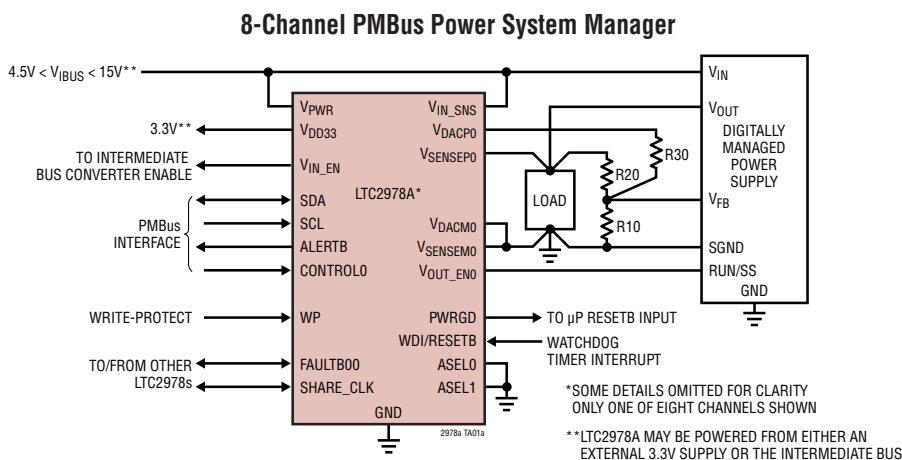 8-Channel PMBus Power System Manager
4.5V < VIBUS < 15V**
3.3V**
TO INTERMEDIATE
BUS CONVERTER ENABLE
PMBus
INTERFACE
WRITE-PROTECT
TO/FROM OTHER
LTC2978s
VPWR
VDD33
VIN_EN
SDA
SCL
ALERTB
CONTROL0
WP
FAULTB00
SHARE_CLK
GND
LTC2978A*
VIN_SNS
VDACP0
VSENSEP0
VDACM0
VSENSEM0
VOUT_EN0
PWRGD
WDI/RESETB
ASEL0
ASEL1
2978a TA01a
LOAD
R20
R30
R10
VIN
VOUT
DIGITALLY
MANAGED
POWER
SUPPLY
VFB
SGND
RUN/SS
GND
TO µP RESETB INPUT
WATCHDOG
TIMER INTERRUPT
*SOME DETAILS OMITTED FOR CLARITY
ONLY ONE OF EIGHT CHANNELS SHOWN
**LTC2978A MAY BE POWERED FROM EITHER AN
EXTERNAL 3.3V SUPPLY OR THE INTERMEDIATE BUS